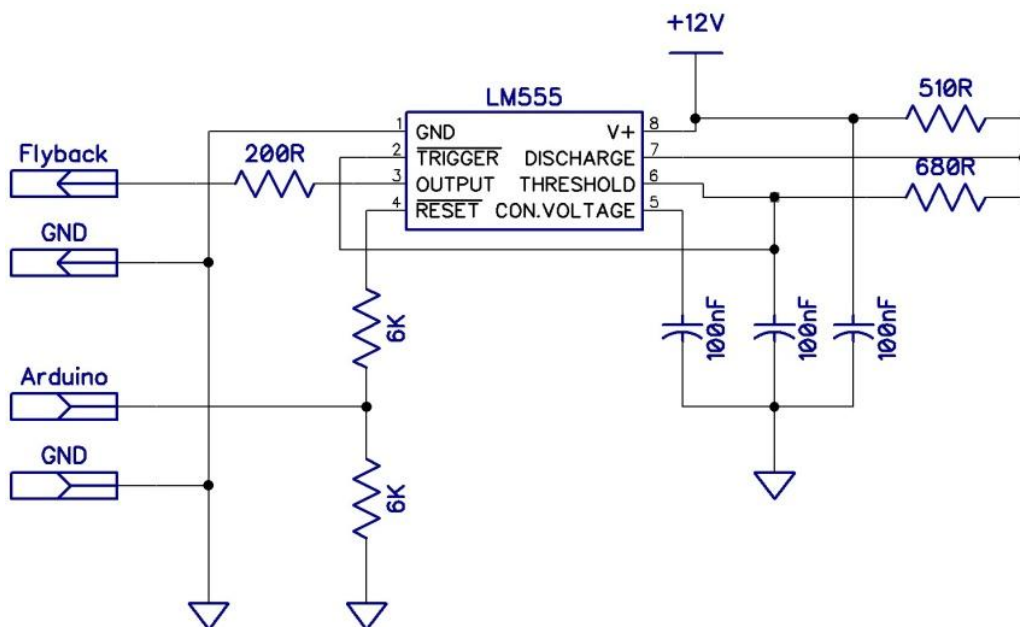 +12V
510R
LM555
1 GND V+ 8
2 TRIGGER DISCHARGE 7
3 OUTPUT THRESHOLD 6
4 RESET CON.VOLTAGE 5
Flyback
200R
680R
GND
6K
100nF
100nF
100nF
Arduino
GND
6K